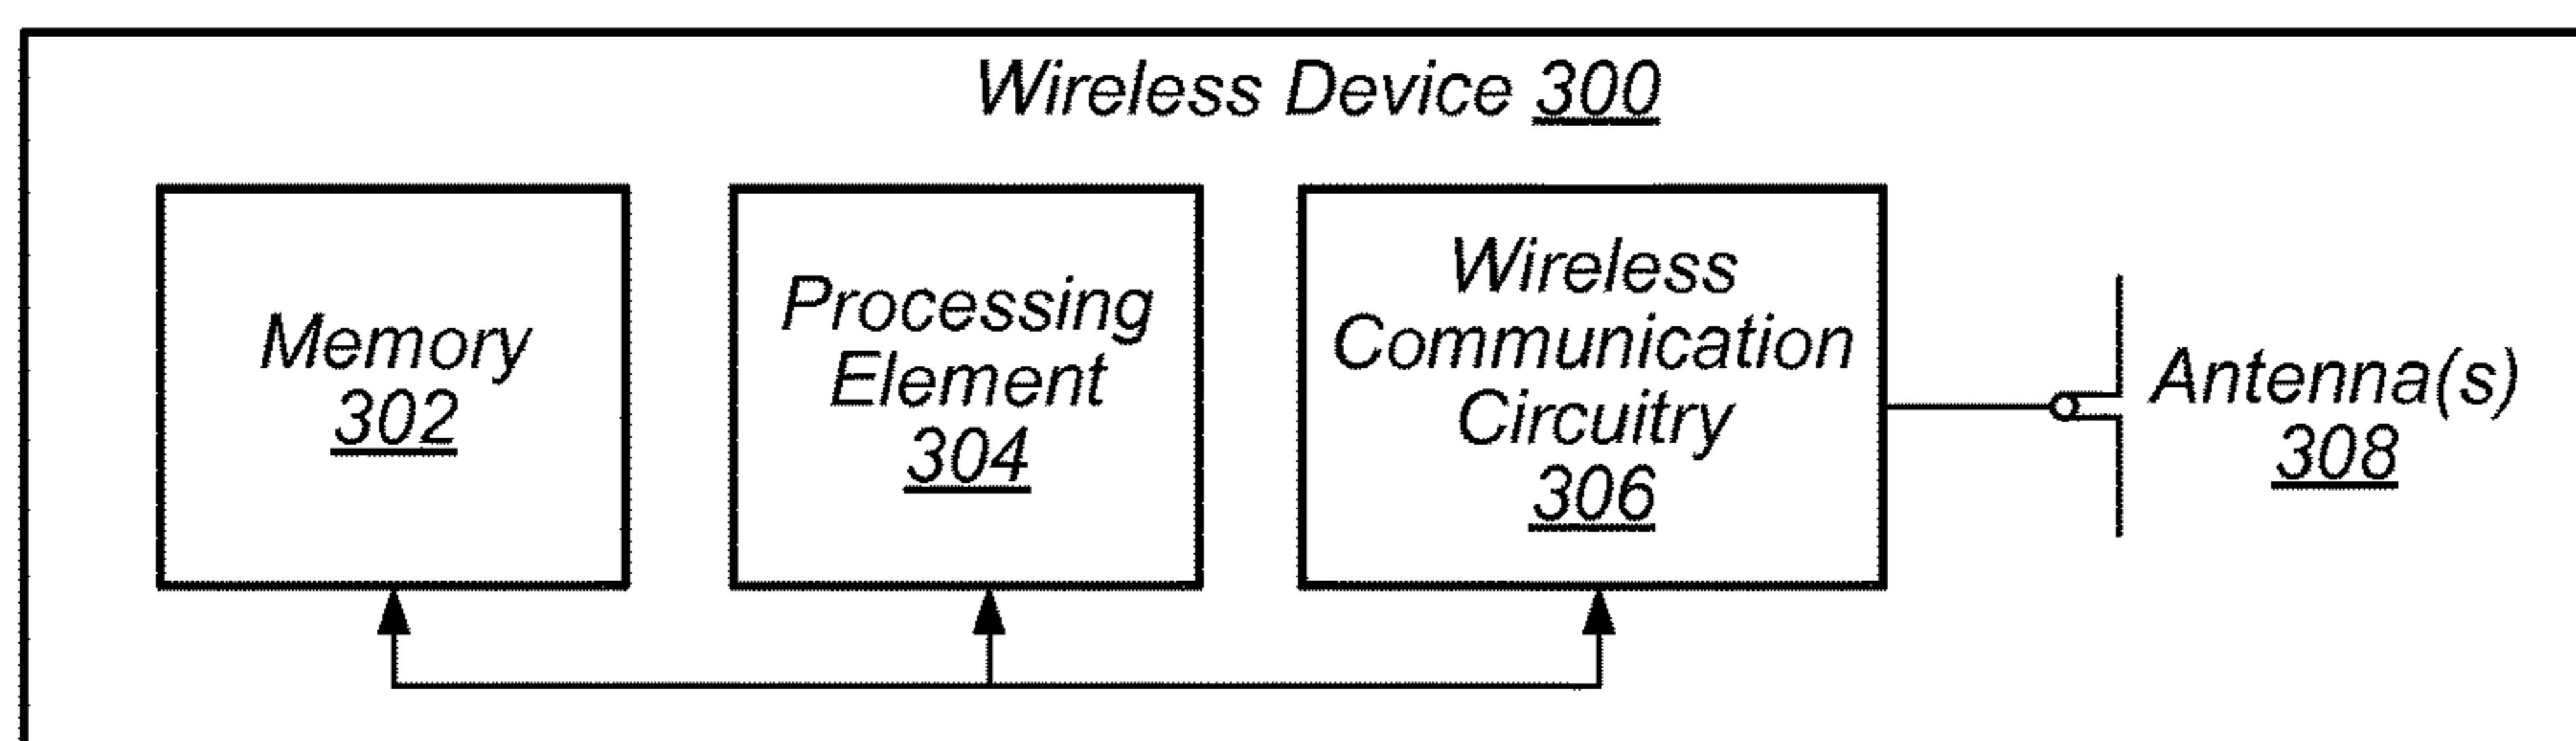 Wireless Device 300
Memory
302
Processing
Element
304
Wireless
Communication
Circuitry
306
Antenna(s)
308